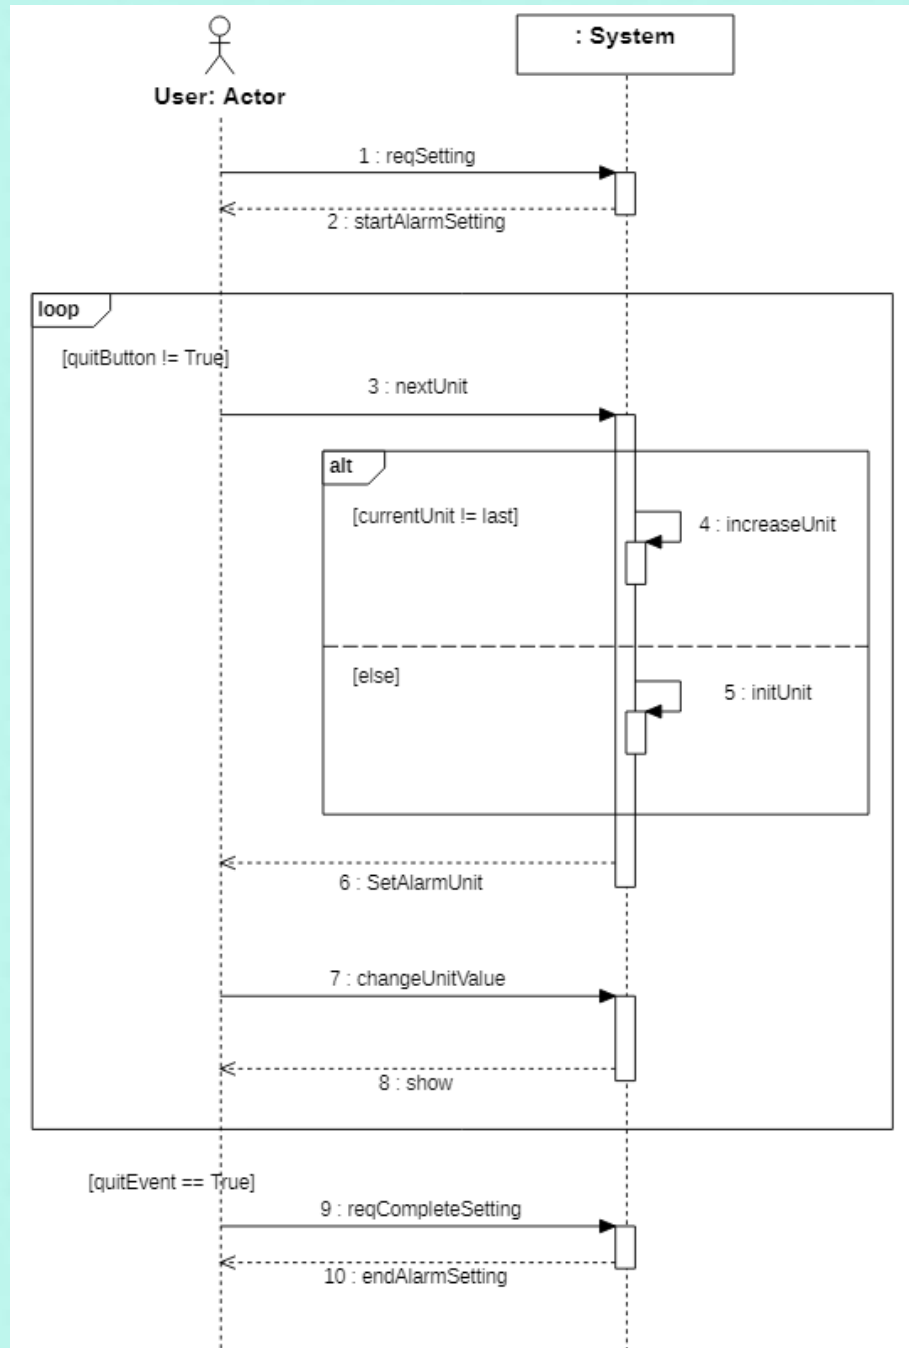 : System
User: Actor
1 : reqSetting
2 : startAlarmSetting
loop
[quitButton != True]
3 : nextUnit
alt
[currentUnit != last]
4 : increaseUnit
[else]
5 : initUnit
6 : SetAlarmUnit
7 : changeUnitValue
8 : show
[quitEvent == True]
9 : reqCompleteSetting
10 : endAlarmSetting